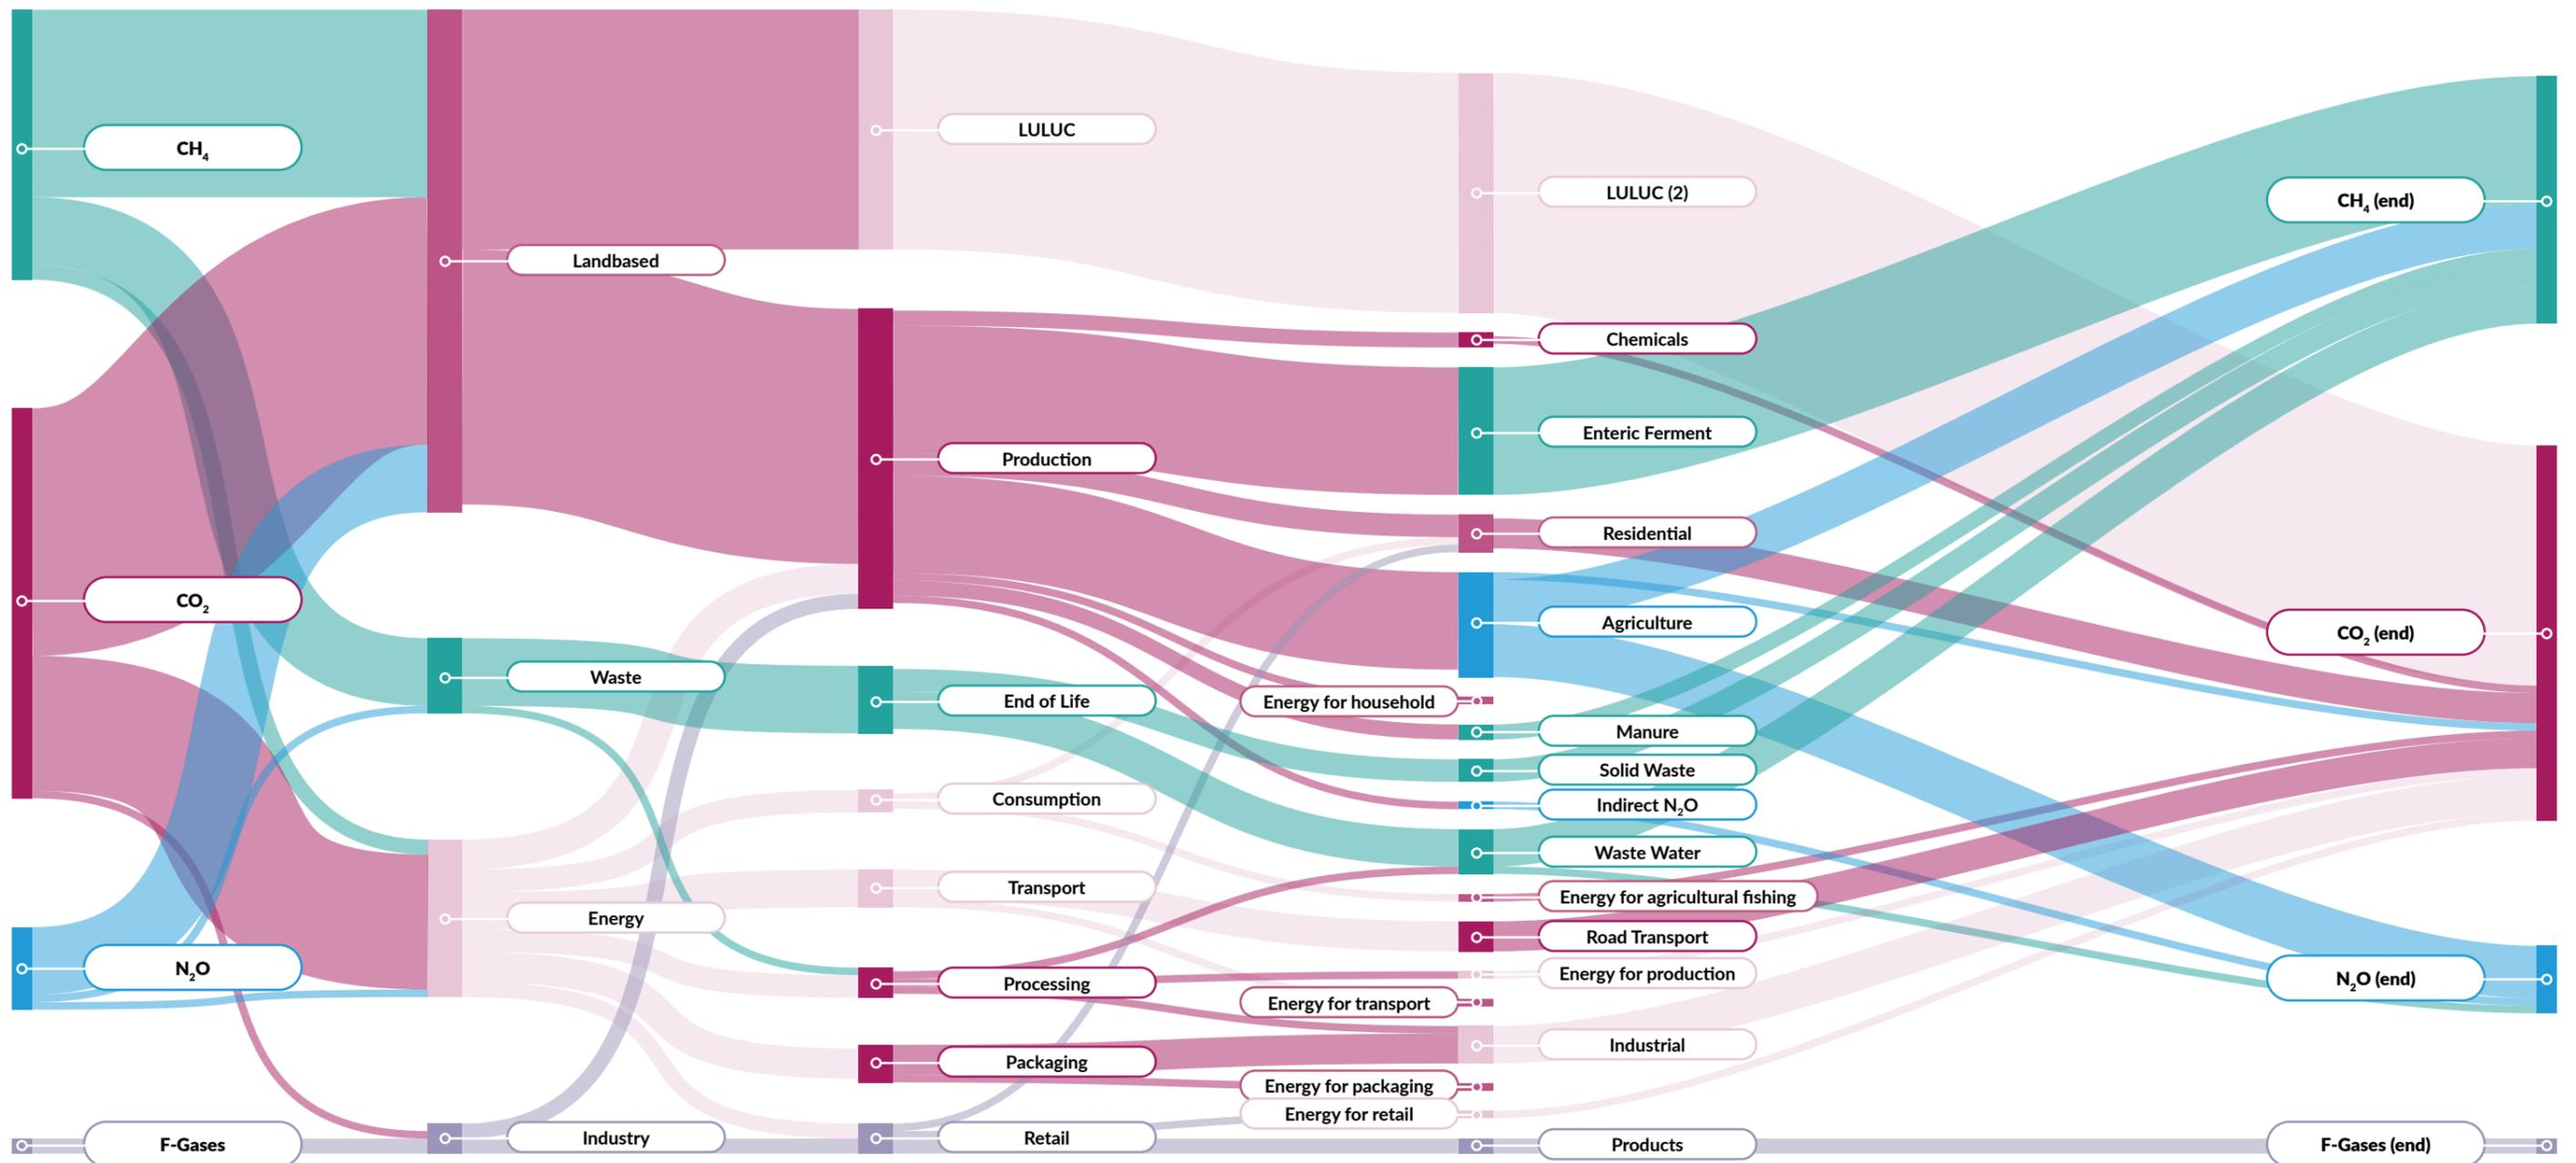 CH₄
CO₂
N₂O
F-Gases
Landbased
Waste
Energy
Industry
LULUC
Production
End of Life
Consumption
Transport
Processing
Packaging
Retail
LULUC (2)
Chemicals
Enteric Ferment
Residential
Agriculture
Energy for household
Manure
Solid Waste
Indirect N₂O
Waste Water
Energy for agricultural fishing
Road Transport
Energy for production
Energy for transport
Industrial
Energy for packaging
Energy for retail
Products
CH₄ (end)
CO₂ (end)
N₂O (end)
F-Gases (end)